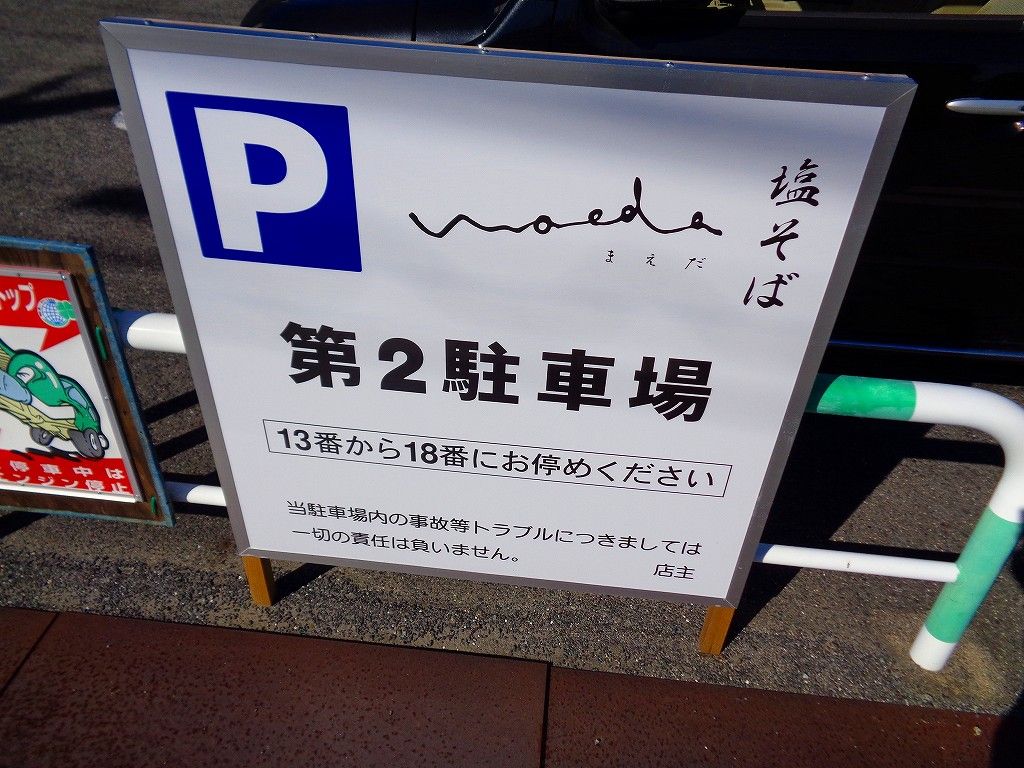 P
maeda
まえだ
塩そば
第2駐車場
13番から18番にお停めください
当駐車場内の事故等トラブルにつきましては
一切の責任は負いません。
店主
トップ
停車中は
エンジン停止